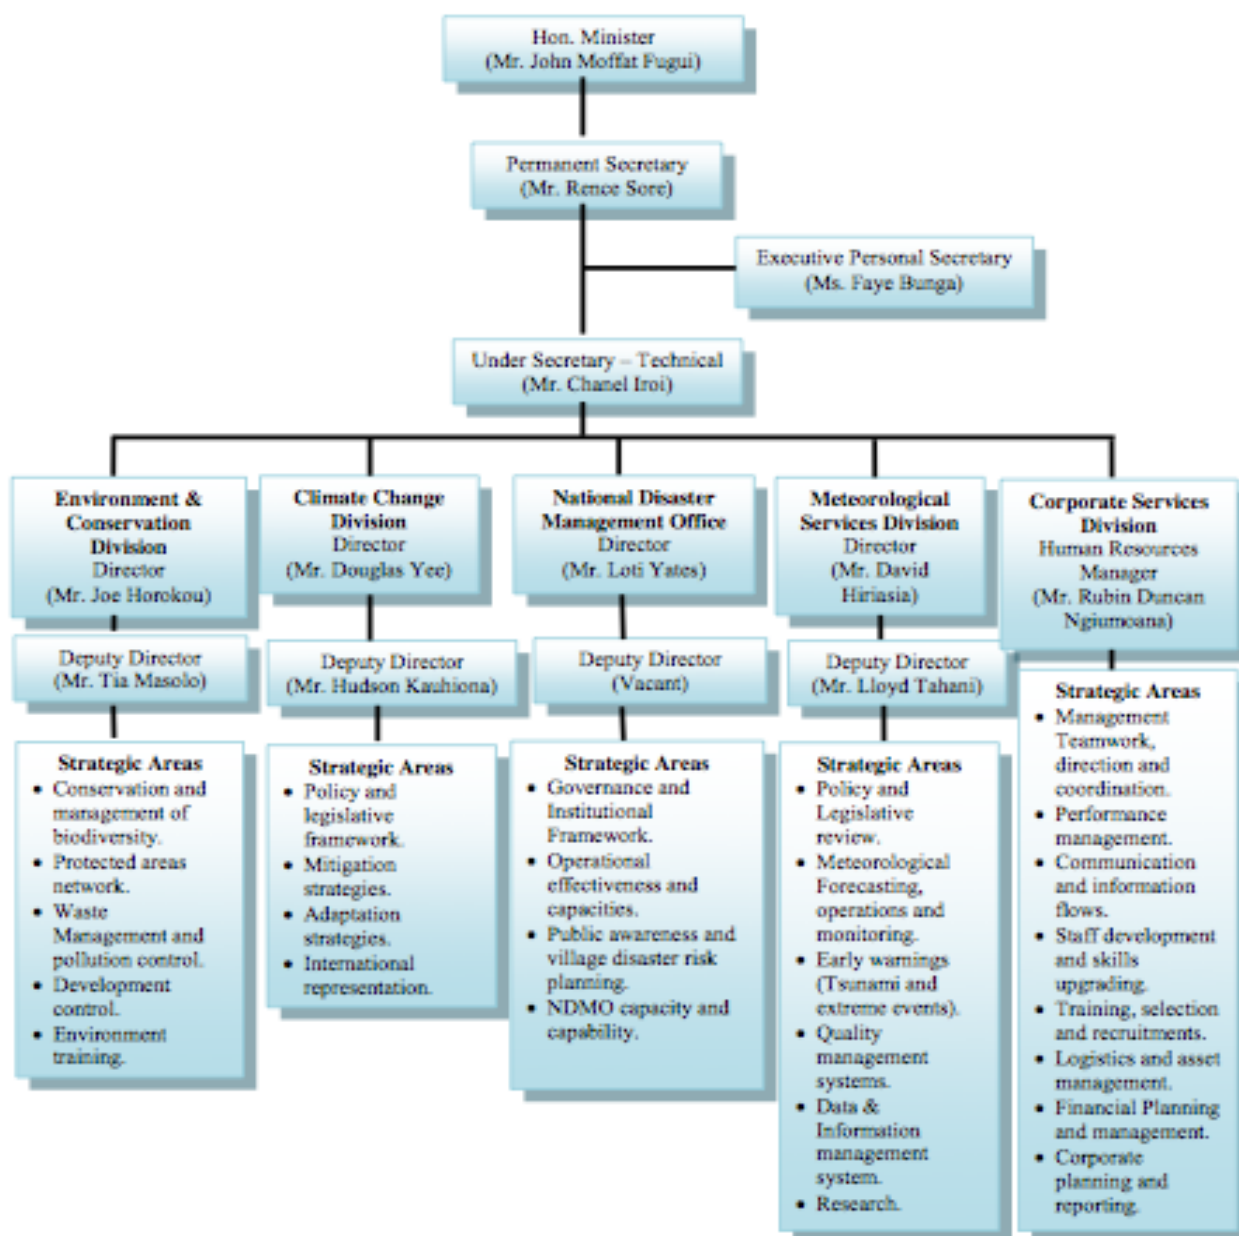 Hon. Minister
(Mr. John Moffat Fugui)
Permanent Secretary
(Mr. Rence Sore)
Executive Personal Secretary
(Ms. Faye Bunga)
Under Secretary – Technical
(Mr. Chanel Iroi)
Environment &
Conservation
Division
Director
(Mr. Joe Horokou)
Climate Change
Division
Director
(Mr. Douglas Yee)
National Disaster
Management Office
Director
(Mr. Loti Yates)
Meteorological
Services Division
Director
(Mr. David
Hiriasia)
Corporate Services
Division
Human Resources
Manager
(Mr. Rubin Duncan
Ngiumoana)
Deputy Director
(Mr. Tia Masolo)
Deputy Director
(Mr. Hudson Kauhiona)
Deputy Director
(Vacant)
Deputy Director
(Mr. Lloyd Tahani)
Strategic Areas
• Conservation and
management of
biodiversity.
• Protected areas
network.
• Waste
Management and
pollution control.
• Development
control.
• Environment
training.
Strategic Areas
• Policy and
legislative
framework.
• Mitigation
strategies.
• Adaptation
strategies.
• International
representation.
Strategic Areas
• Governance and
Institutional
Framework.
• Operational
effectiveness and
capacities.
• Public awareness and
village disaster risk
planning.
• NDMO capacity and
capability.
Strategic Areas
• Policy and
Legislative
review.
• Meteorological
Forecasting,
operations and
monitoring.
• Early warnings
(Tsunami and
extreme events).
• Quality
management
systems.
• Data &
Information
management
system.
• Research.
Strategic Areas
• Management
Teamwork,
direction and
coordination.
• Performance
management.
• Communication
and information
flows.
• Staff development
and skills
upgrading.
• Training, selection
and recruitments.
• Logistics and asset
management.
• Financial Planning
and management.
• Corporate
planning and
reporting.